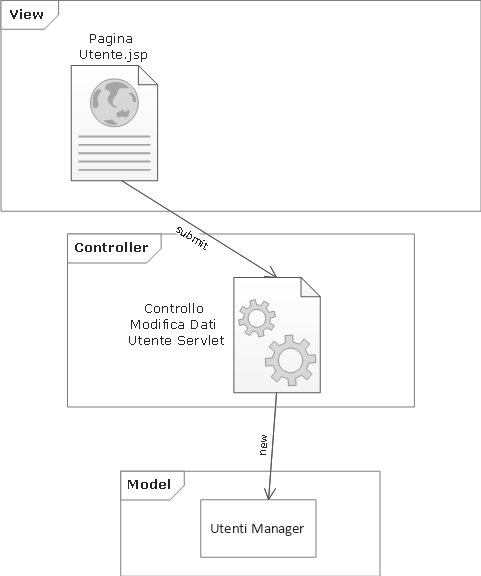 View
Pagina
Utente.jsp
submit
Controller
Controllo
Modifica Dati
Utente Servlet
new
Model
Utenti Manager